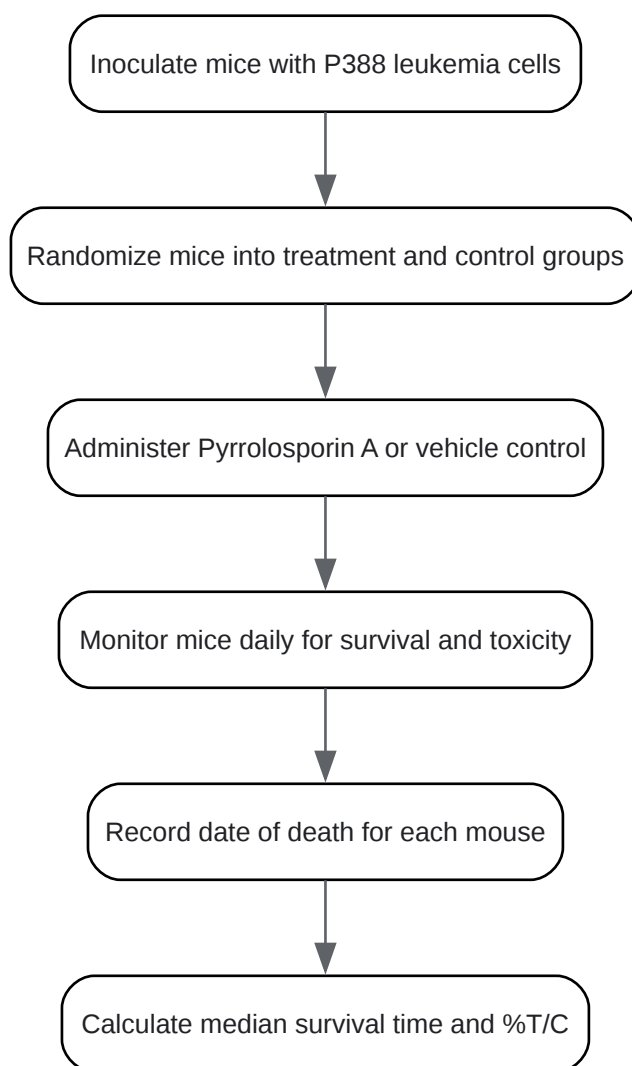 Inoculate mice with P388 leukemia cells
Randomize mice into treatment and control groups
Administer Pyrrolosporin A or vehicle control
Monitor mice daily for survival and toxicity
Record date of death for each mouse
Calculate median survival time and %T/C